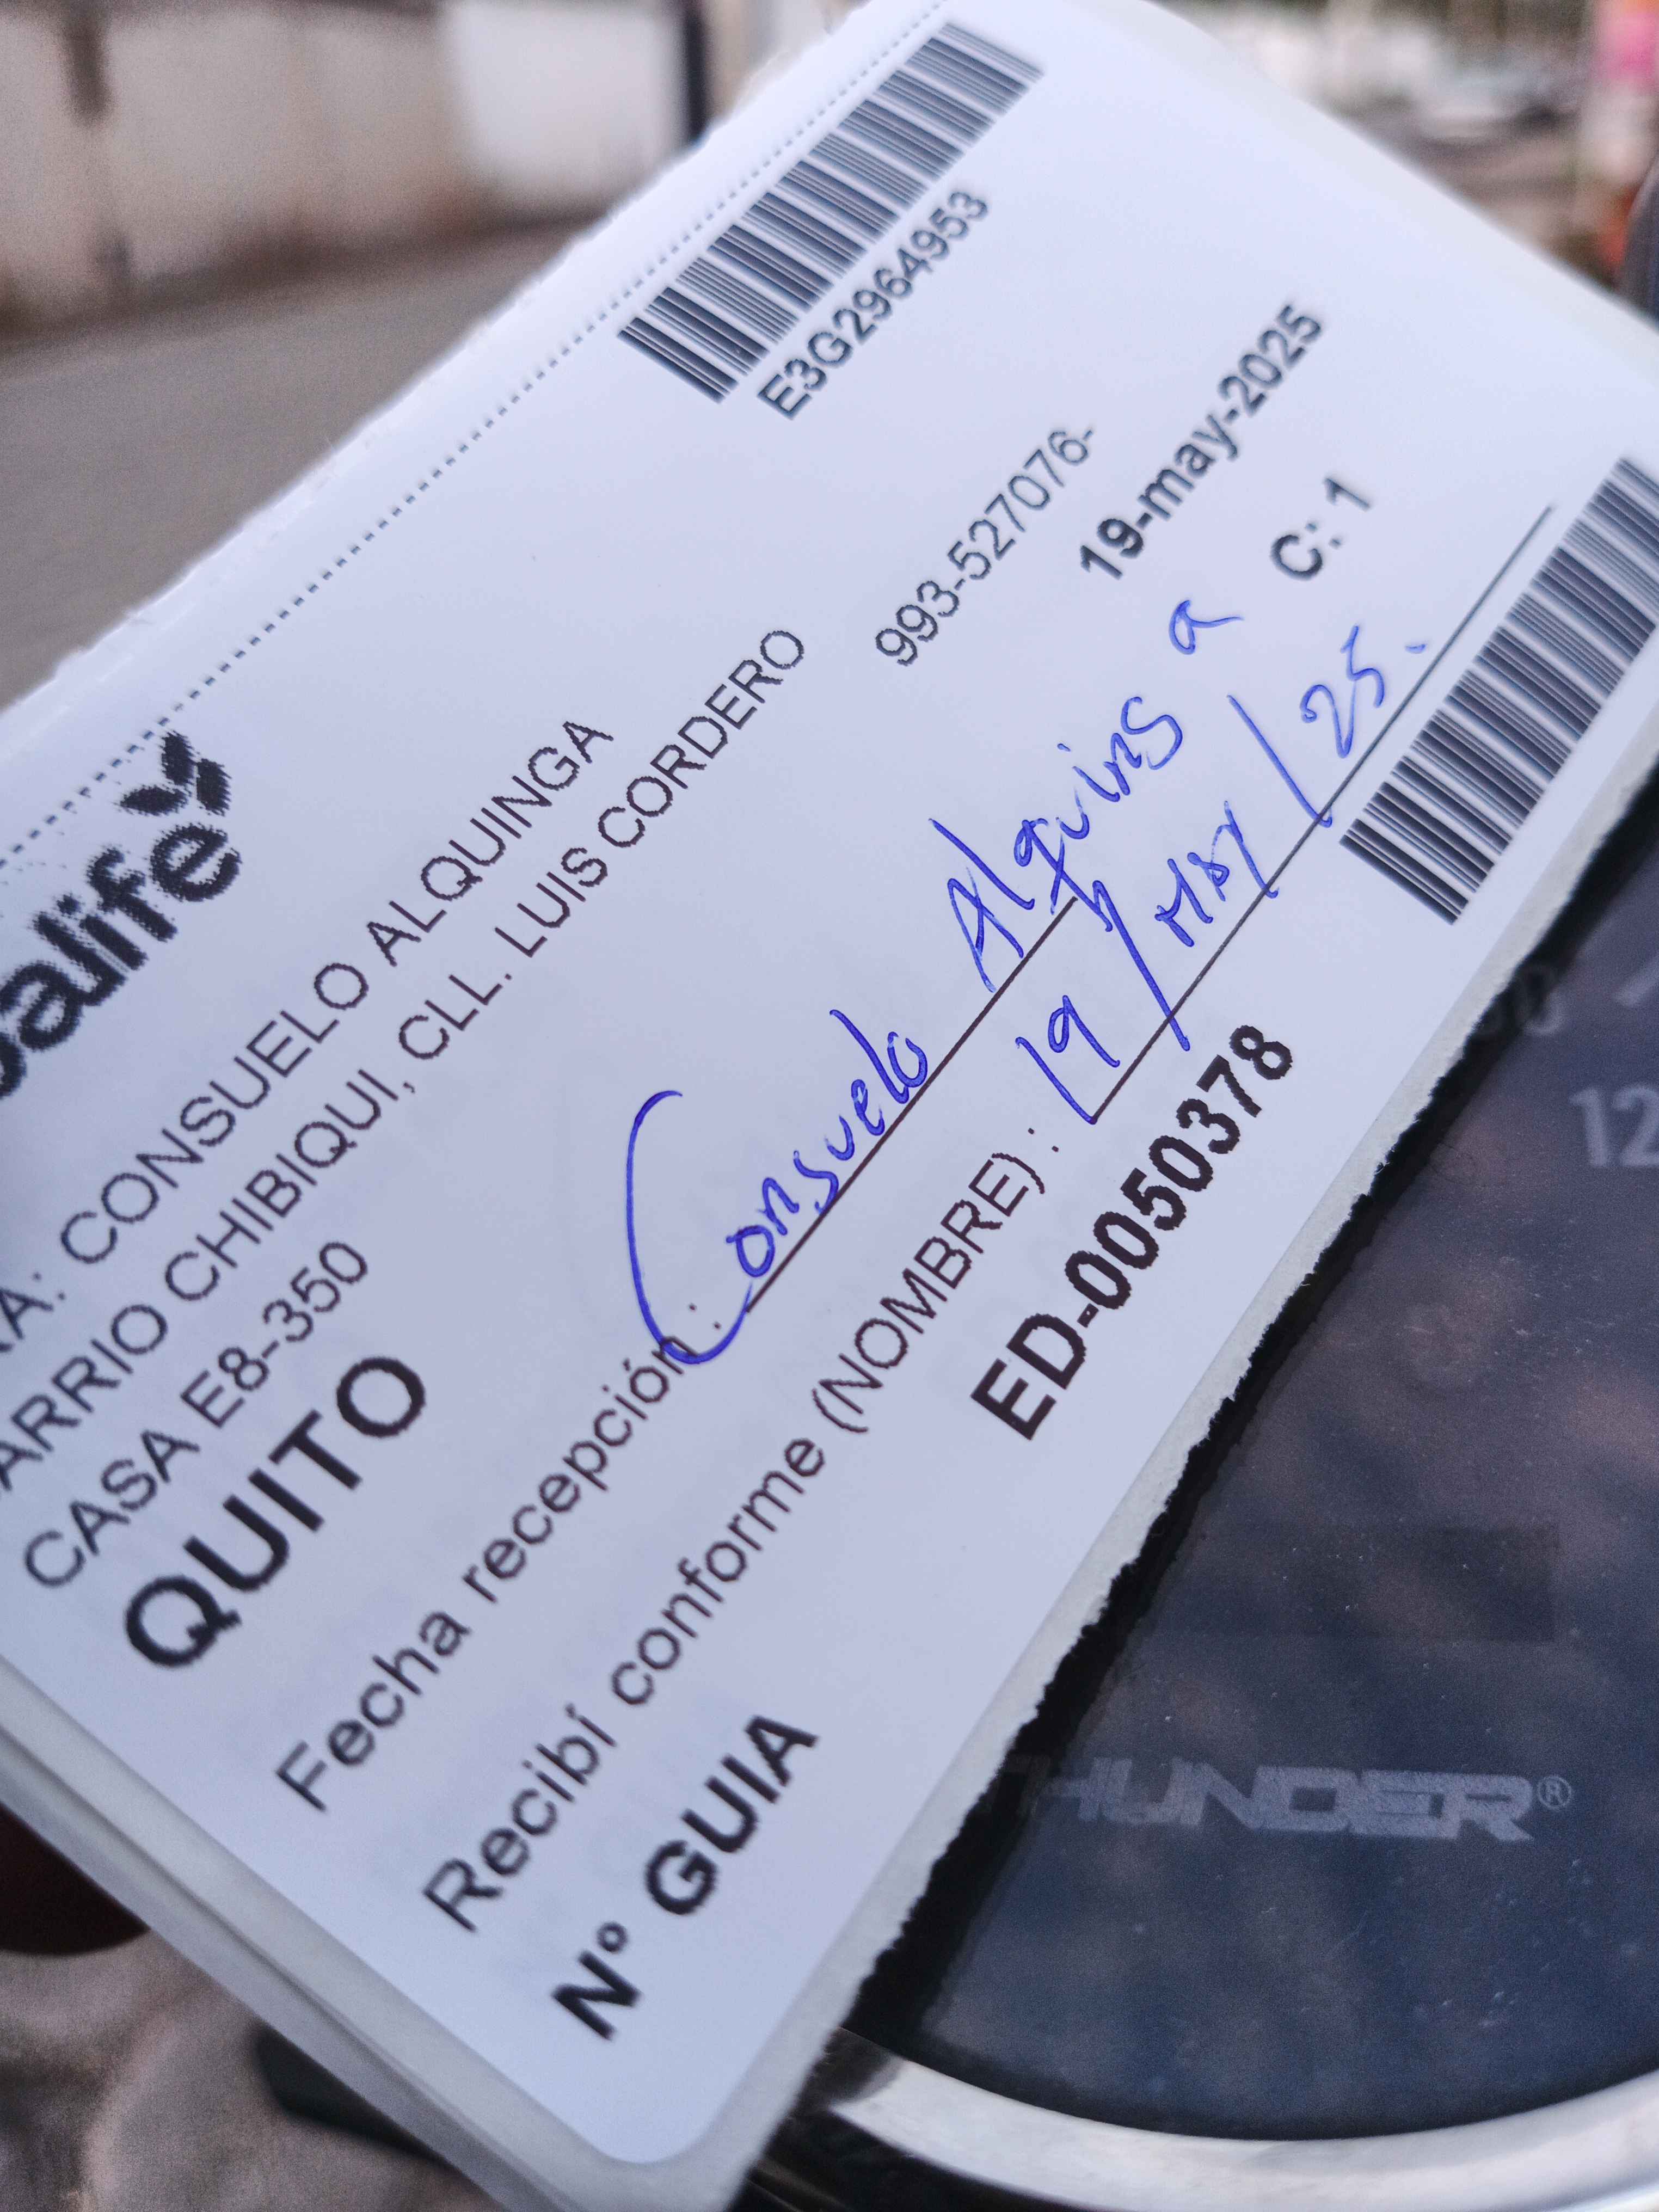 E3G2964953
alife
RA: CONSUELO ALQUINGA
ARRIO CHIBIQUI, CLL. LUIS CORDERO
993-527076-
CASA E8-350
QUITO
19-may-2025
C: 1
Fecha recepción : Consuelo Alquinga
Recibí conforme (NOMBRE) : 19/May/25.
Nº GUIA ED-0050378
12
THUNDER®